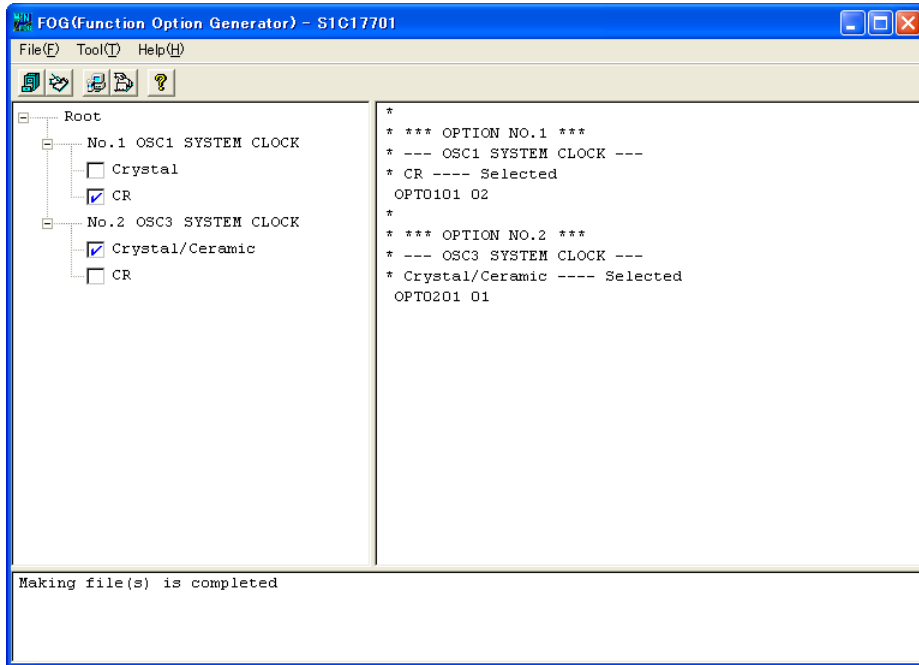 FOG(Function Option Generator) - S1C17701
File(F) Tool(T) Help(H)
Root
No.1 OSC1 SYSTEM CLOCK
Crystal
CR
No.2 OSC3 SYSTEM CLOCK
Crystal/Ceramic
CR
*
* *** OPTION NO.1 ***
* --- OSC1 SYSTEM CLOCK ---
* CR ---- Selected
OPT0101 02
*
* *** OPTION NO.2 ***
* --- OSC3 SYSTEM CLOCK ---
* Crystal/Ceramic ---- Selected
OPT0201 01
Making file(s) is completed